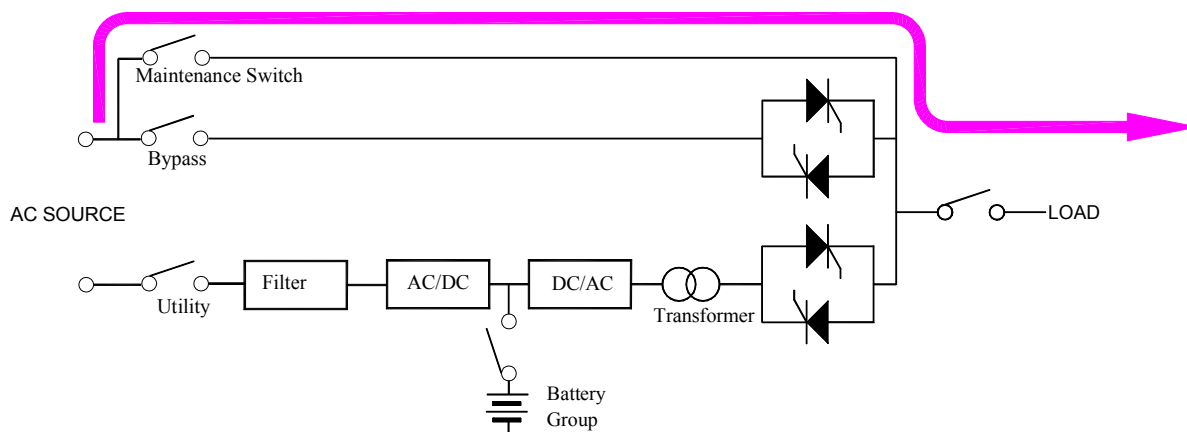 Maintenance Switch
Bypass
AC SOURCE
LOAD
Filter
AC/DC
DC/AC
Utility
Transformer
Battery
Group